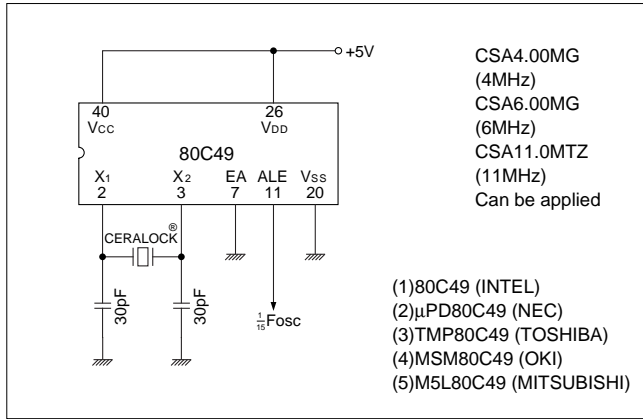 +5V
40 26
VCC VDD
80C49
X1 X2 EA ALE VSS
2 3 7 11 20
CERALOCK®
30pF 30pF
1/15 Fosc
CSA4.00MG
(4MHz)
CSA6.00MG
(6MHz)
CSA11.0MTZ
(11MHz)
Can be applied
(1)80C49 (INTEL)
(2)µPD80C49 (NEC)
(3)TMP80C49 (TOSHIBA)
(4)MSM80C49 (OKI)
(5)M5L80C49 (MITSUBISHI)